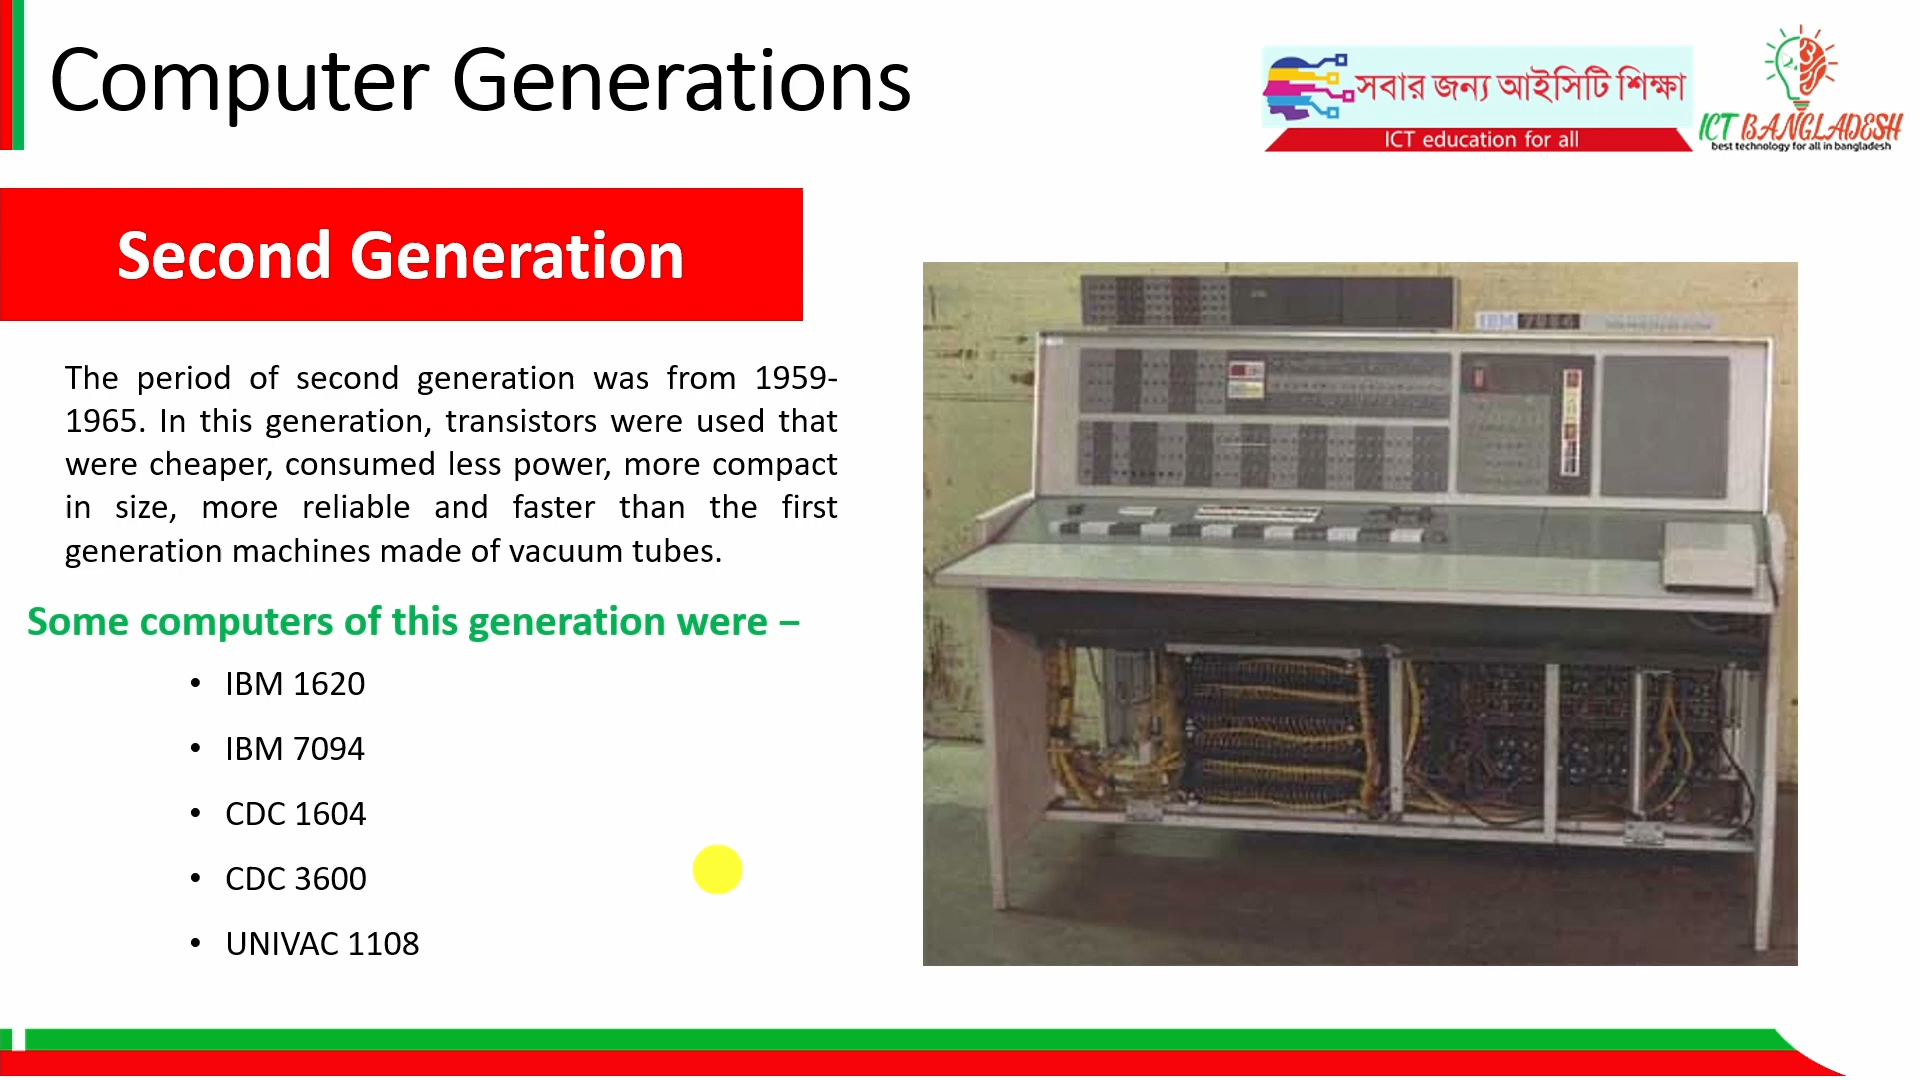 Computer Generations
সবার জন্য আইসিটি শিক্ষা
ICT education for all
ICT BANGLADESH
best technology for all in bangladesh
Second Generation
The period of second generation was from 1959-
1965. In this generation, transistors were used that
were cheaper, consumed less power, more compact
in size, more reliable and faster than the first
generation machines made of vacuum tubes.
Some computers of this generation were –
• IBM 1620
• IBM 7094
• CDC 1604
• CDC 3600
• UNIVAC 1108
IBM